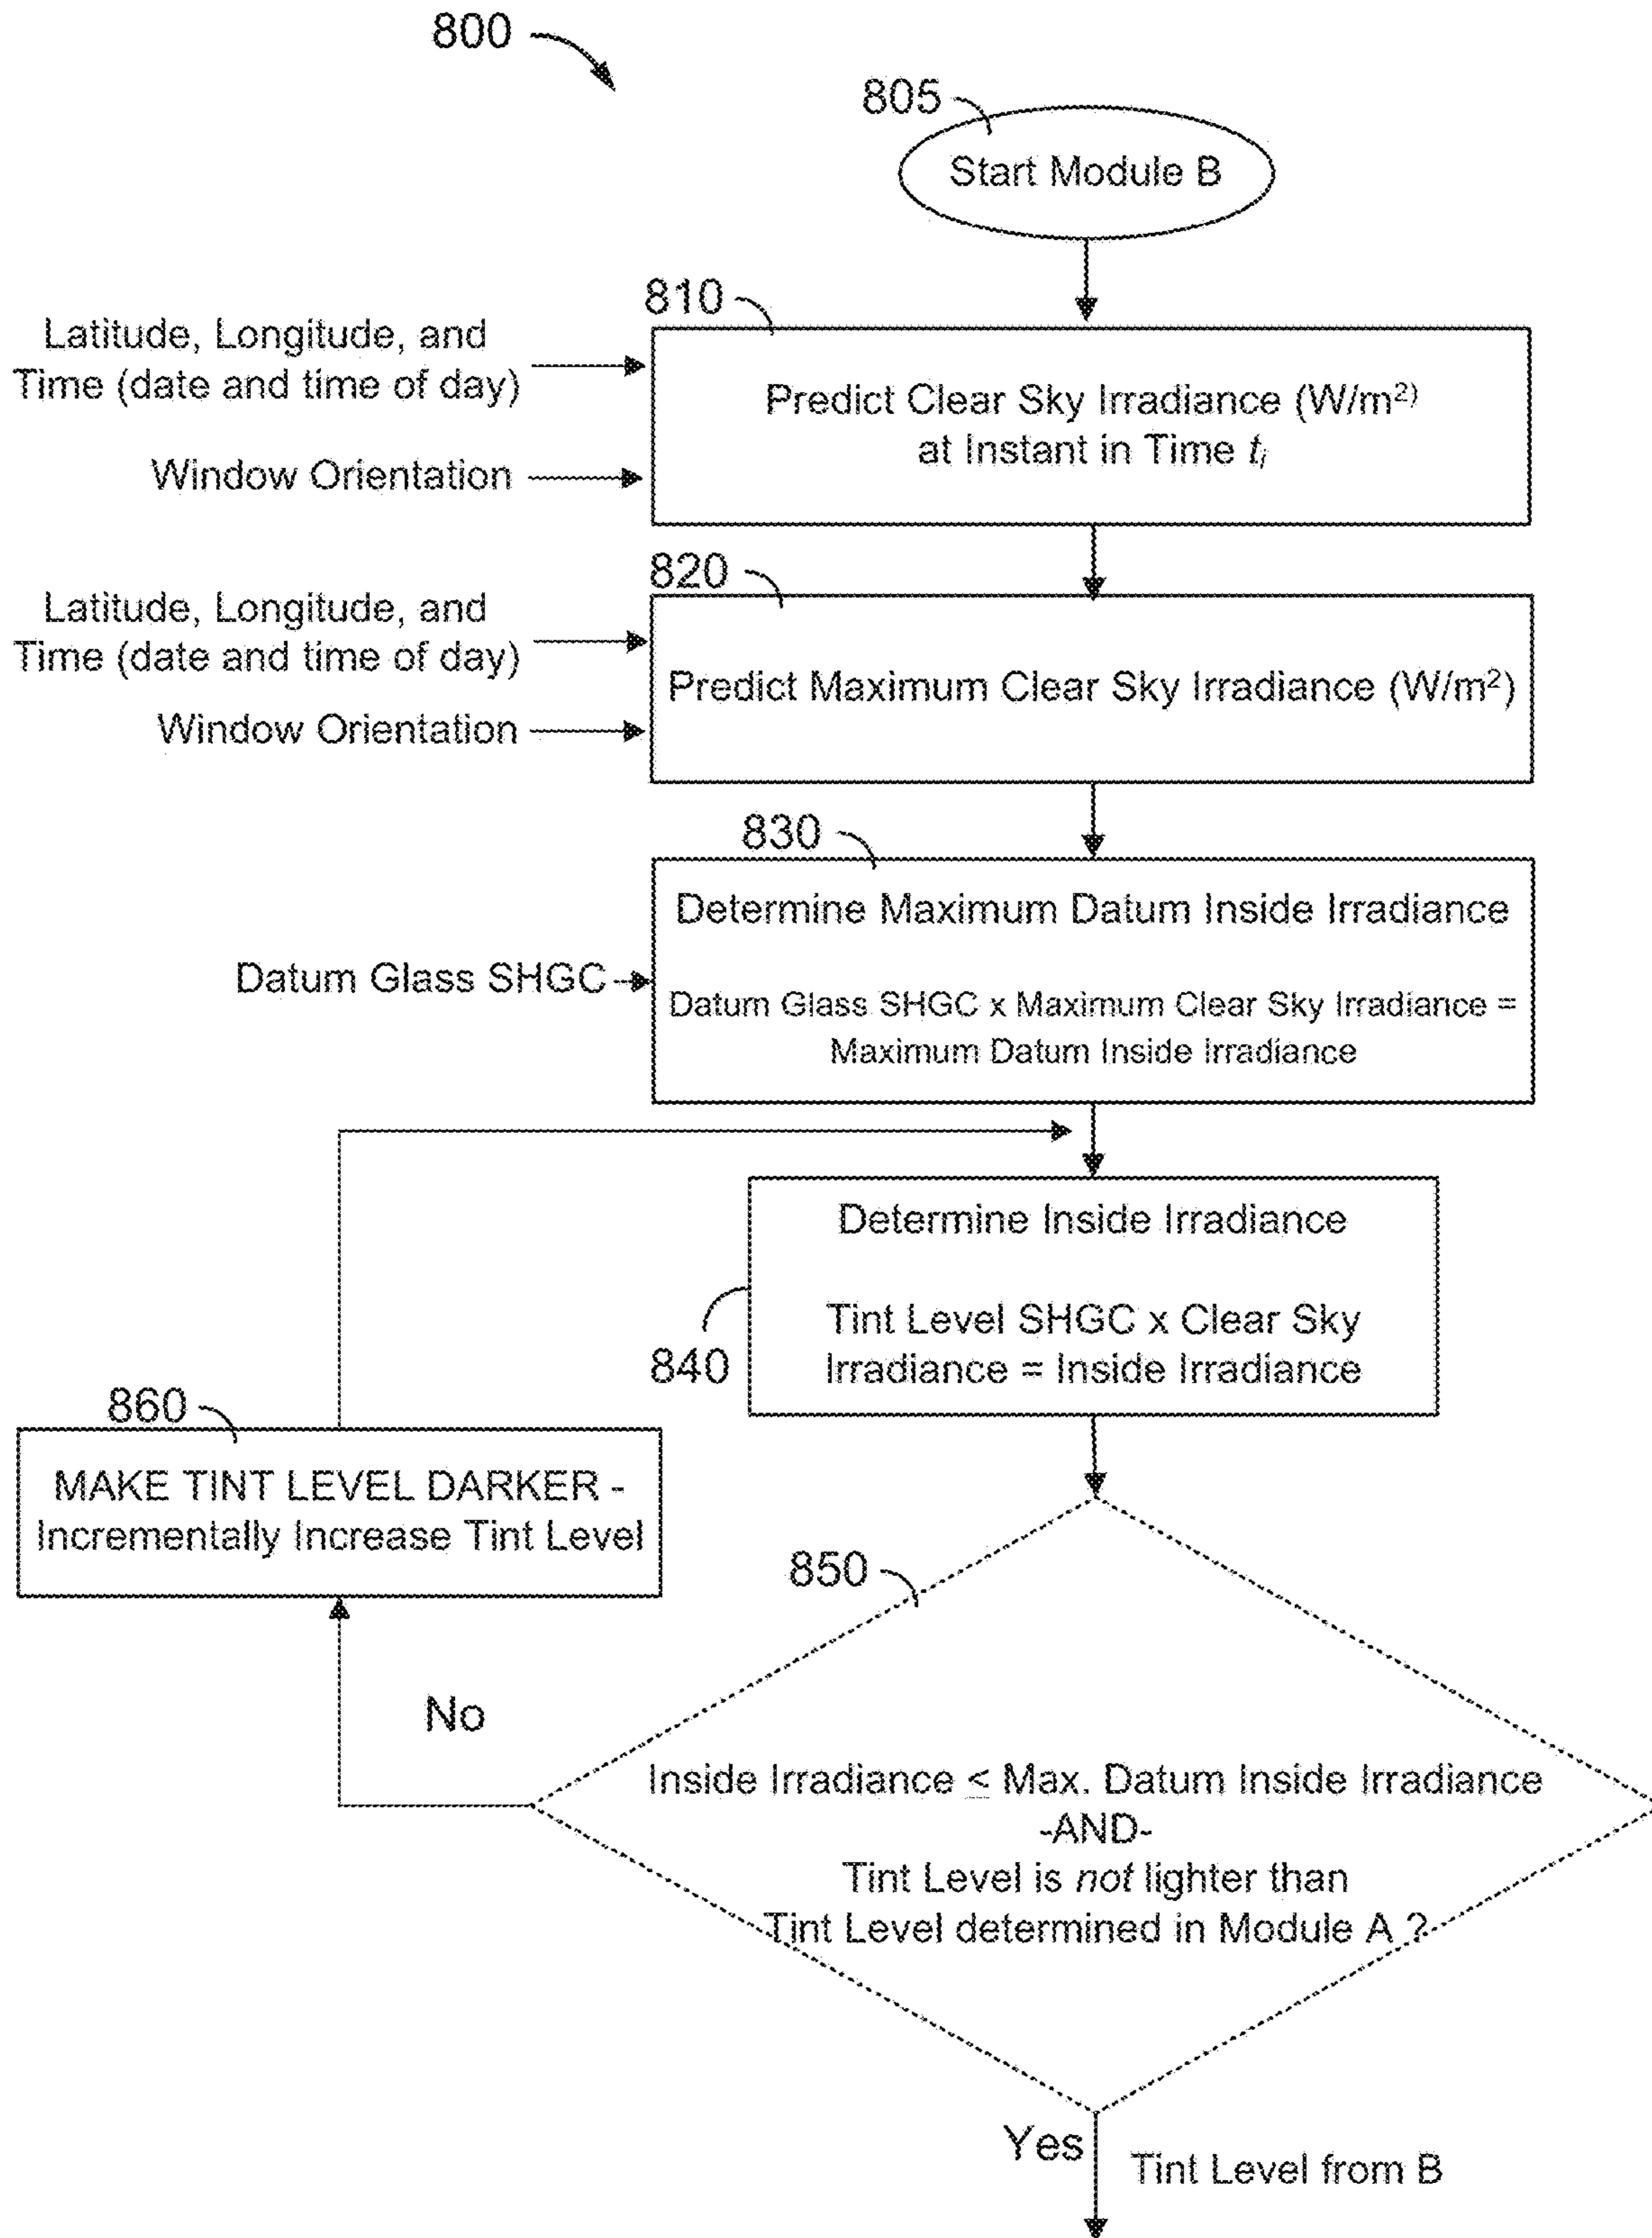 800
805
Start Module B
810
Latitude, Longitude, and
Time (date and time of day)
Window Orientation
Predict Clear Sky Irradiance (W/m²⁾
at Instant in Time tᵢ
820
Latitude, Longitude, and
Time (date and time of day)
Window Orientation
Predict Maximum Clear Sky Irradiance (W/m²)
830
Determine Maximum Datum Inside Irradiance
Datum Glass SHGC
Datum Glass SHGC x Maximum Clear Sky Irradiance =
Maximum Datum Inside Irradiance
Determine Inside Irradiance
Tint Level SHGC x Clear Sky
Irradiance = Inside Irradiance
840
860
MAKE TINT LEVEL DARKER -
Incrementally Increase Tint Level
850
No
Inside Irradiance ≤ Max. Datum Inside Irradiance
-AND-
Tint Level is not lighter than
Tint Level determined in Module A ?
Yes
Tint Level from B